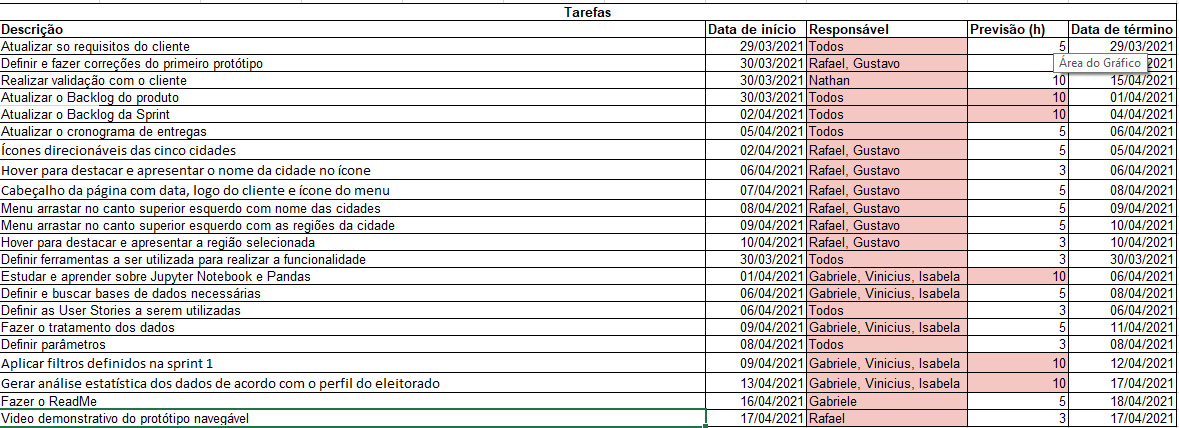 Tarefas
Descrição Data de início Responsável Previsão (h) Data de término
Atualizar so requisitos do cliente 29/03/2021 Todos 5 29/03/2021
Definir e fazer correções do primeiro protótipo 30/03/2021 Rafael, Gustavo Área do Gráfico 2021
Realizar validação com o cliente 30/03/2021 Nathan 10 15/04/2021
Atualizar o Backlog do produto 30/03/2021 Todos 10 01/04/2021
Atualizar o Backlog da Sprint 02/04/2021 Todos 10 04/04/2021
Atualizar o cronograma de entregas 05/04/2021 Todos 5 06/04/2021
Ícones direcionáveis das cinco cidades 02/04/2021 Rafael, Gustavo 5 05/04/2021
Hover para destacar e apresentar o nome da cidade no ícone 06/04/2021 Rafael, Gustavo 3 06/04/2021
Cabeçalho da página com data, logo do cliente e ícone do menu 07/04/2021 Rafael, Gustavo 5 08/04/2021
Menu arrastar no canto superior esquerdo com nome das cidades 08/04/2021 Rafael, Gustavo 5 09/04/2021
Menu arrastar no canto superior esquerdo com as regiões da cidade 09/04/2021 Rafael, Gustavo 5 10/04/2021
Hover para destacar e apresentar a região selecionada 10/04/2021 Rafael, Gustavo 3 10/04/2021
Definir ferramentas a ser utilizada para realizar a funcionalidade 30/03/2021 Todos 3 30/03/2021
Estudar e aprender sobre Jupyter Notebook e Pandas 01/04/2021 Gabriele, Vinicius, Isabela 10 06/04/2021
Definir e buscar bases de dados necessárias 06/04/2021 Gabriele, Vinicius, Isabela 5 08/04/2021
Definir as User Stories a serem utilizadas 06/04/2021 Todos 3 06/04/2021
Fazer o tratamento dos dados 09/04/2021 Gabriele, Vinicius, Isabela 5 11/04/2021
Definir parâmetros 08/04/2021 Todos 3 08/04/2021
Aplicar filtros definidos na sprint 1 09/04/2021 Gabriele, Vinicius, Isabela 10 12/04/2021
Gerar análise estatística dos dados de acordo com o perfil do eleitorado 13/04/2021 Gabriele, Vinicius, Isabela 10 17/04/2021
Fazer o ReadMe 16/04/2021 Gabriele 5 18/04/2021
Video demonstrativo do protótipo navegável 17/04/2021 Rafael 3 17/04/2021